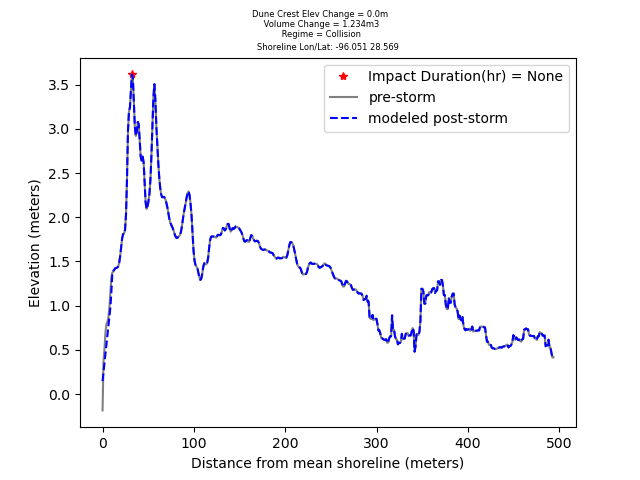 Dune Crest Elev Change = 0.0m
Volume Change = 1.234m3
Regime = Collision
Shoreline Lon/Lat: -96.051 28.569
Impact Duration(hr) = None
pre-storm
modeled post-storm
Elevation (meters)
3.5
3.0
2.5
2.0
1.5
1.0
0.5
0.0
0 100 200 300 400 500
Distance from mean shoreline (meters)